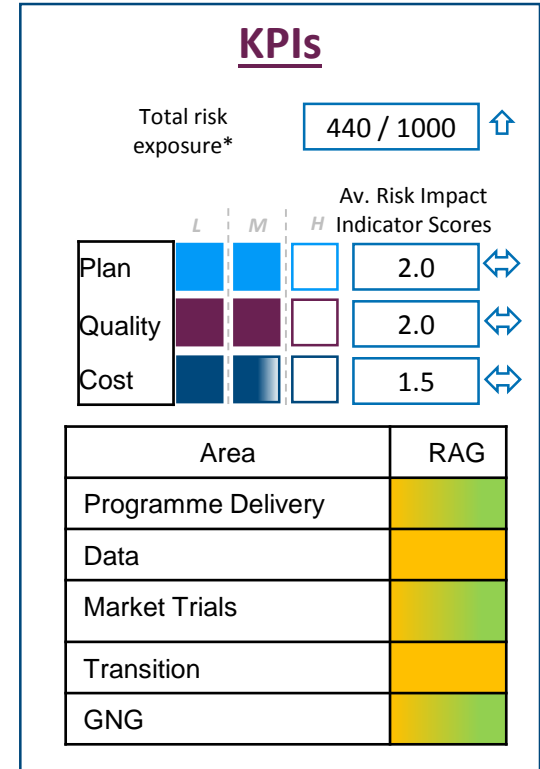 KPIs
Total risk
exposure*
440 / 1000
Av. Risk Impact
L M H Indicator Scores
Plan 2.0
Quality 2.0
Cost 1.5
Area RAG
Programme Delivery
Data
Market Trials
Transition
GNG